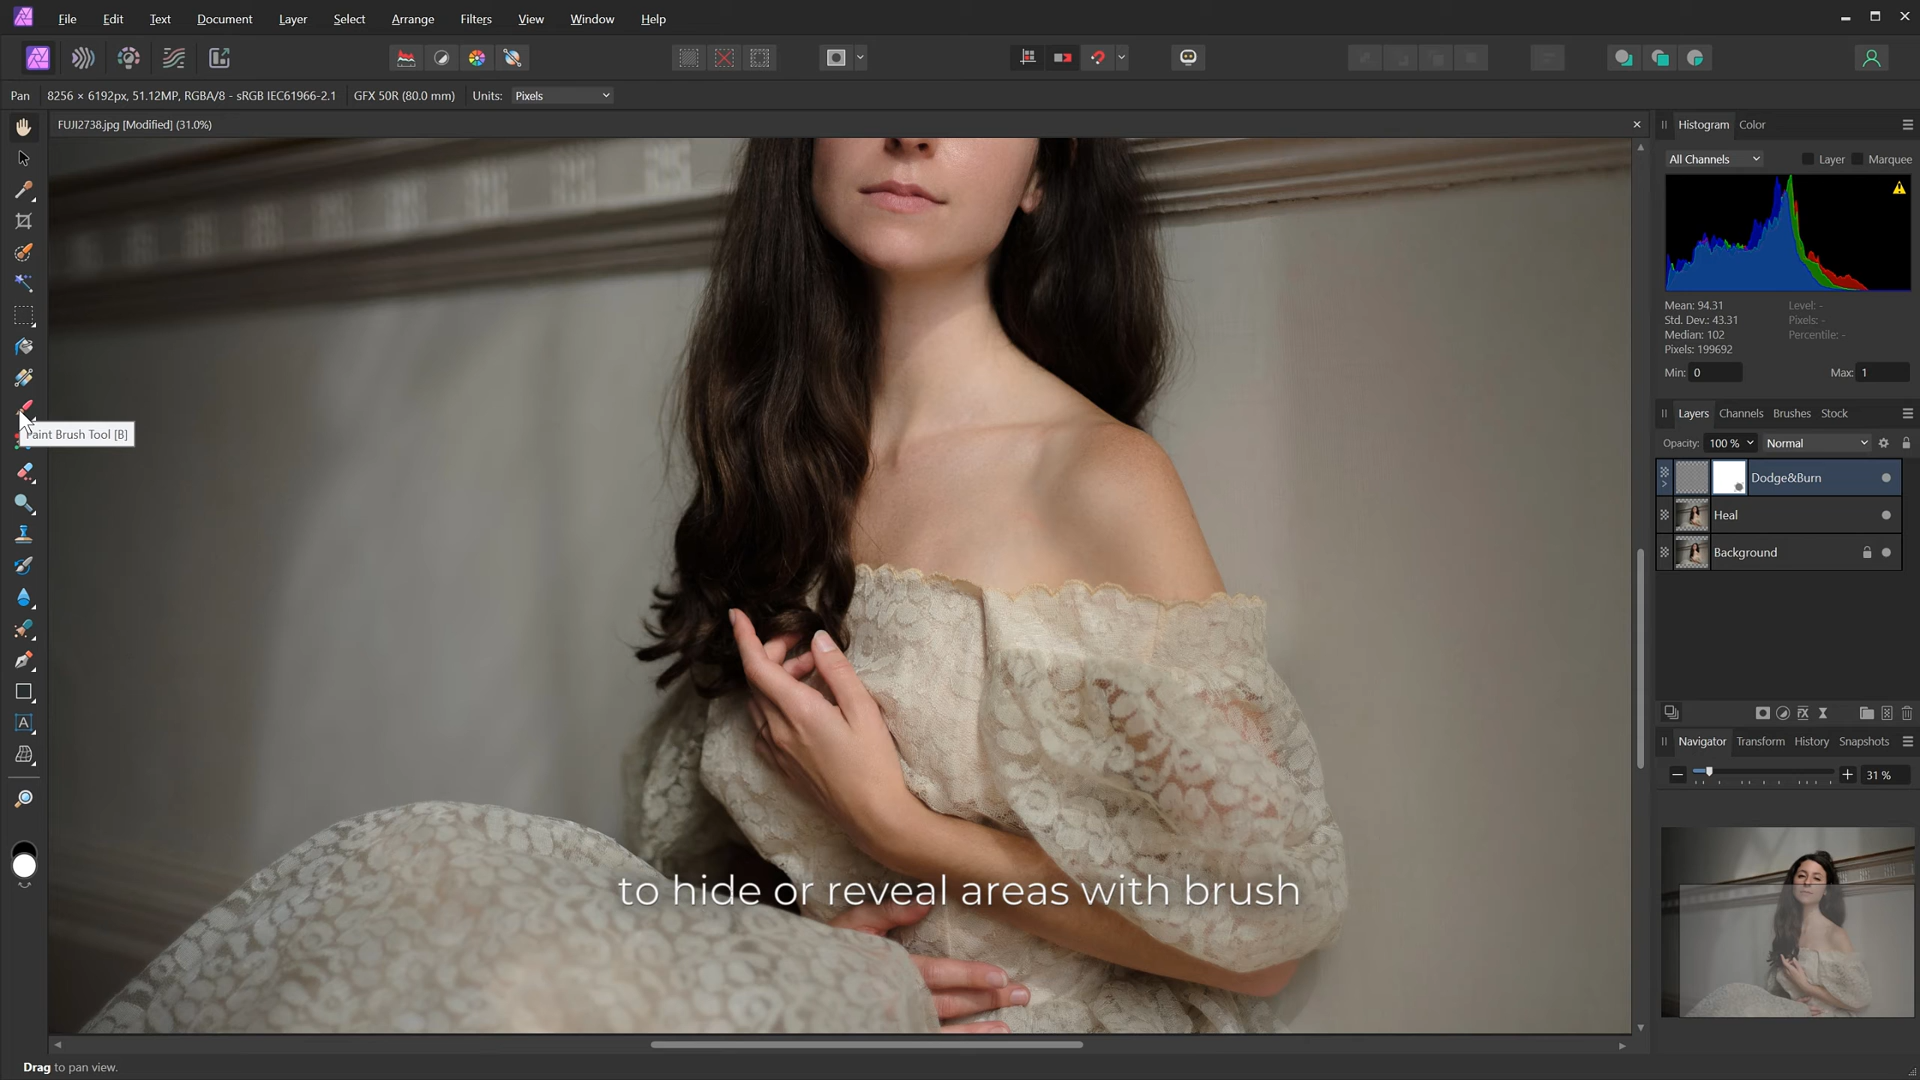 File Edit Text Document Layer Select Arrange Filters View Window Help
Pan 8256 × 6192px, 51.12MP, RGBA/8 - sRGB IEC61966-2.1 GFX 50R (80.0 mm) Units: Pixels
FUJI2738.jpg [Modified] (31.0%)
Histogram Color
All Channels Layer Marquee
Mean: 94.31 Level: -
Std. Dev.: 43.31 Pixels: -
Median: 102 Percentile: -
Pixels: 199692
Min: 0 Max: 1
Layers Channels Brushes Stock
Opacity: 100 % Normal
Dodge&Burn
Heal
Background
Paint Brush Tool [B]
A
Navigator Transform History Snapshots
31 %
to hide or reveal areas with brush
Drag to pan view.